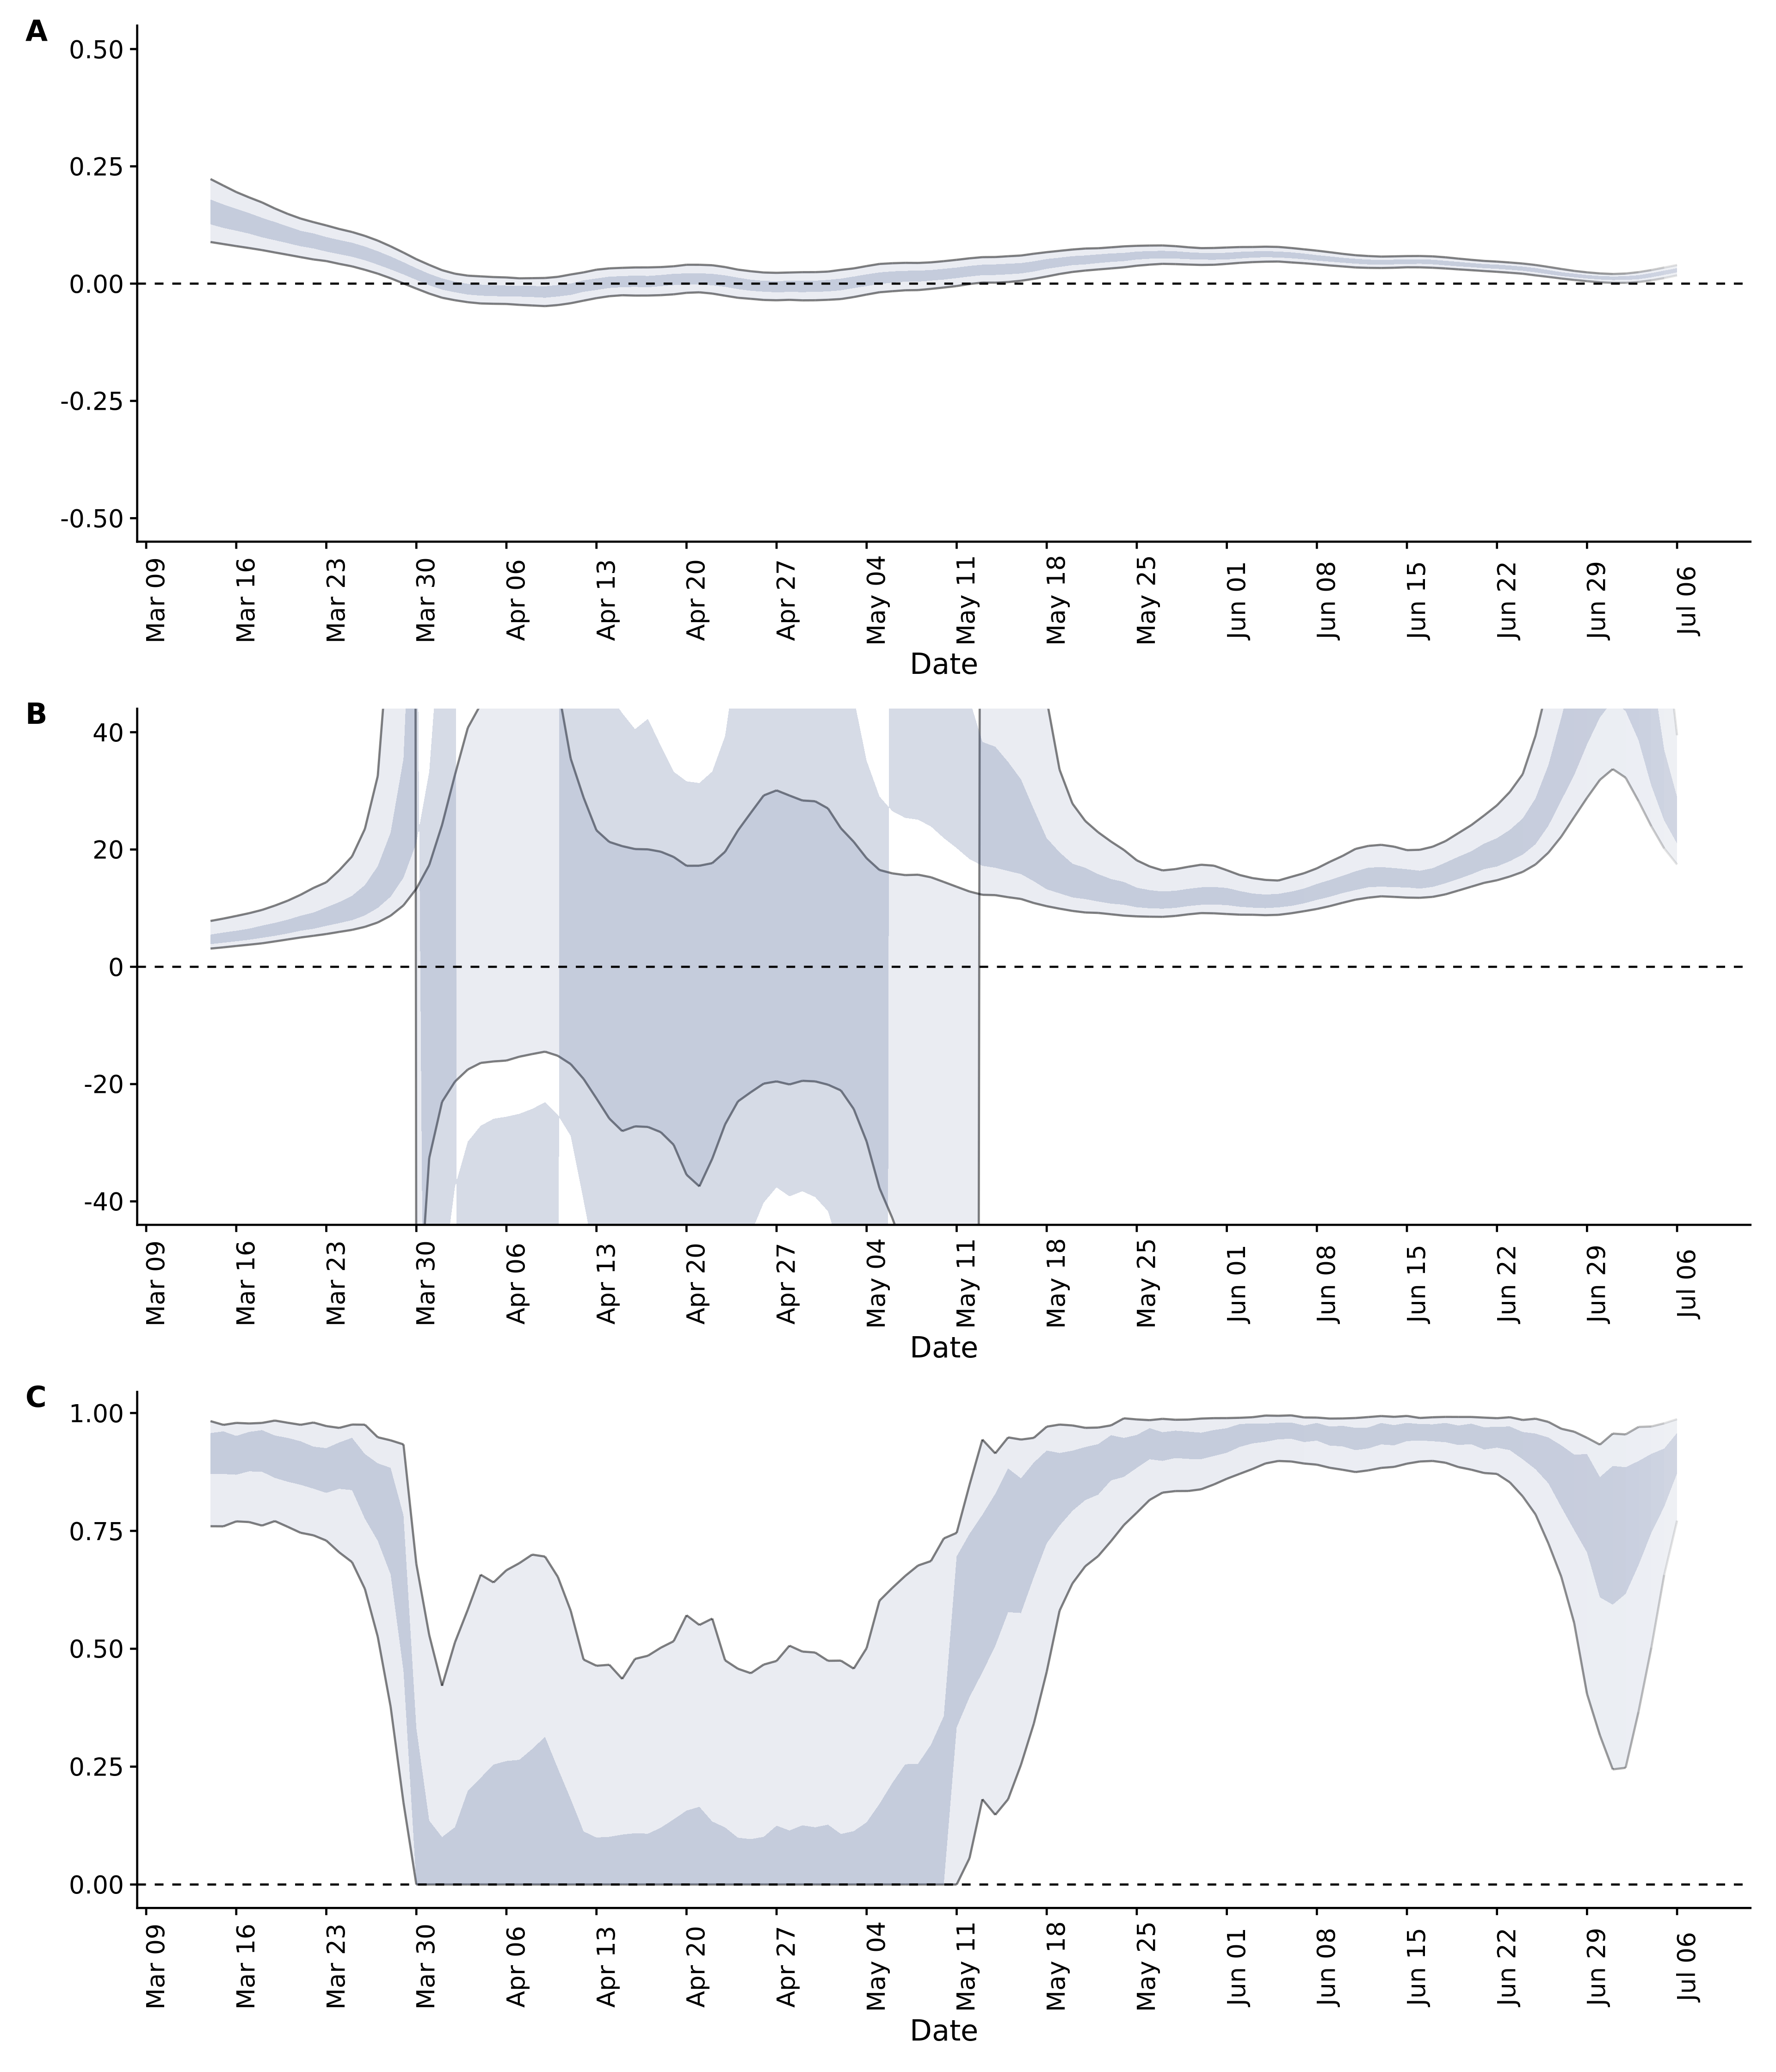 A
0.50
0.25
0.00
-0.25
-0.50
Mar 09
Mar 16
Mar 23
Mar 30
Apr 06
Apr 13
Apr 20
Apr 27
May 04
May 11
May 18
May 25
Jun 01
Jun 08
Jun 15
Jun 22
Jun 29
Jul 06
Date
B
40
20
0
-20
-40
Mar 09
Mar 16
Mar 23
Mar 30
Apr 06
Apr 13
Apr 20
Apr 27
May 04
May 11
May 18
May 25
Jun 01
Jun 08
Jun 15
Jun 22
Jun 29
Jul 06
Date
C
1.00
0.75
0.50
0.25
0.00
Mar 09
Mar 16
Mar 23
Mar 30
Apr 06
Apr 13
Apr 20
Apr 27
May 04
May 11
May 18
May 25
Jun 01
Jun 08
Jun 15
Jun 22
Jun 29
Jul 06
Date